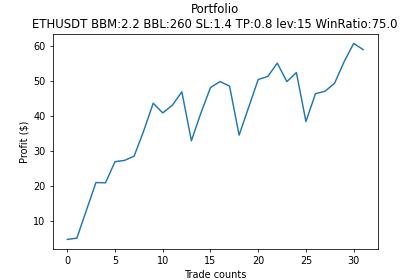 Portfolio
ETHUSDT BBM:2.2 BBL:260 SL:1.4 TP:0.8 lev:15 WinRatio:75.0
60
50
40
30
20
10
Profit ($)
0 5 10 15 20 25 30
Trade counts